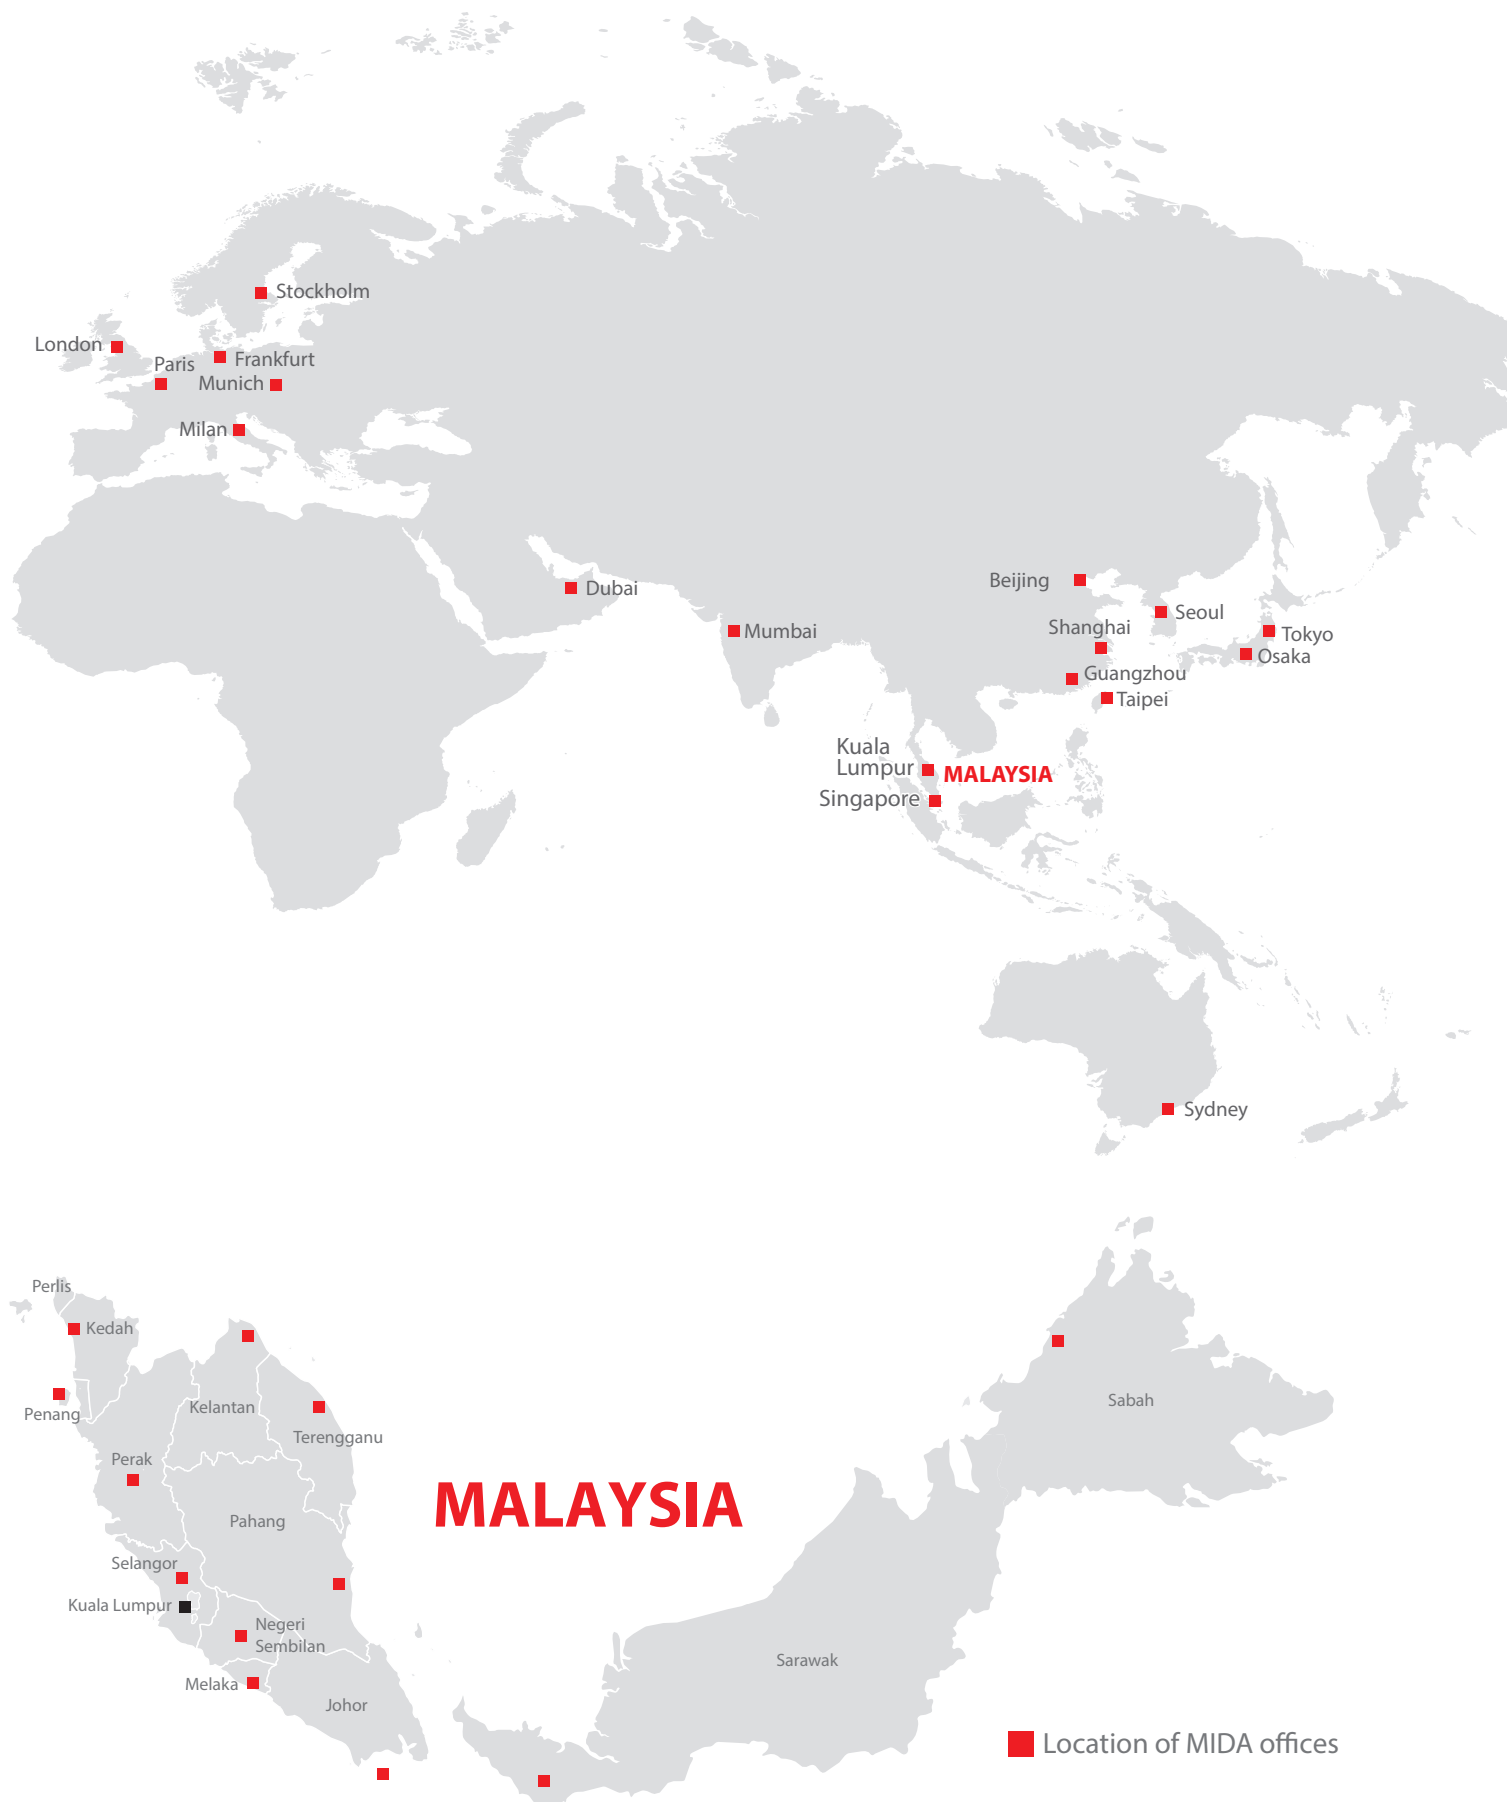 Stockholm
London
Paris
Frankfurt
Munich
Milan
Dubai
Mumbai
Beijing
Seoul
Shanghai
Tokyo
Osaka
Guangzhou
Taipei
Kuala
Lumpur
MALAYSIA
Singapore
Sydney
Perlis
Kedah
Penang
Kelantan
Terengganu
Perak
Pahang
Selangor
Kuala Lumpur
Negeri
Sembilan
Melaka
Johor
MALAYSIA
Sabah
Sarawak
Location of MIDA offices